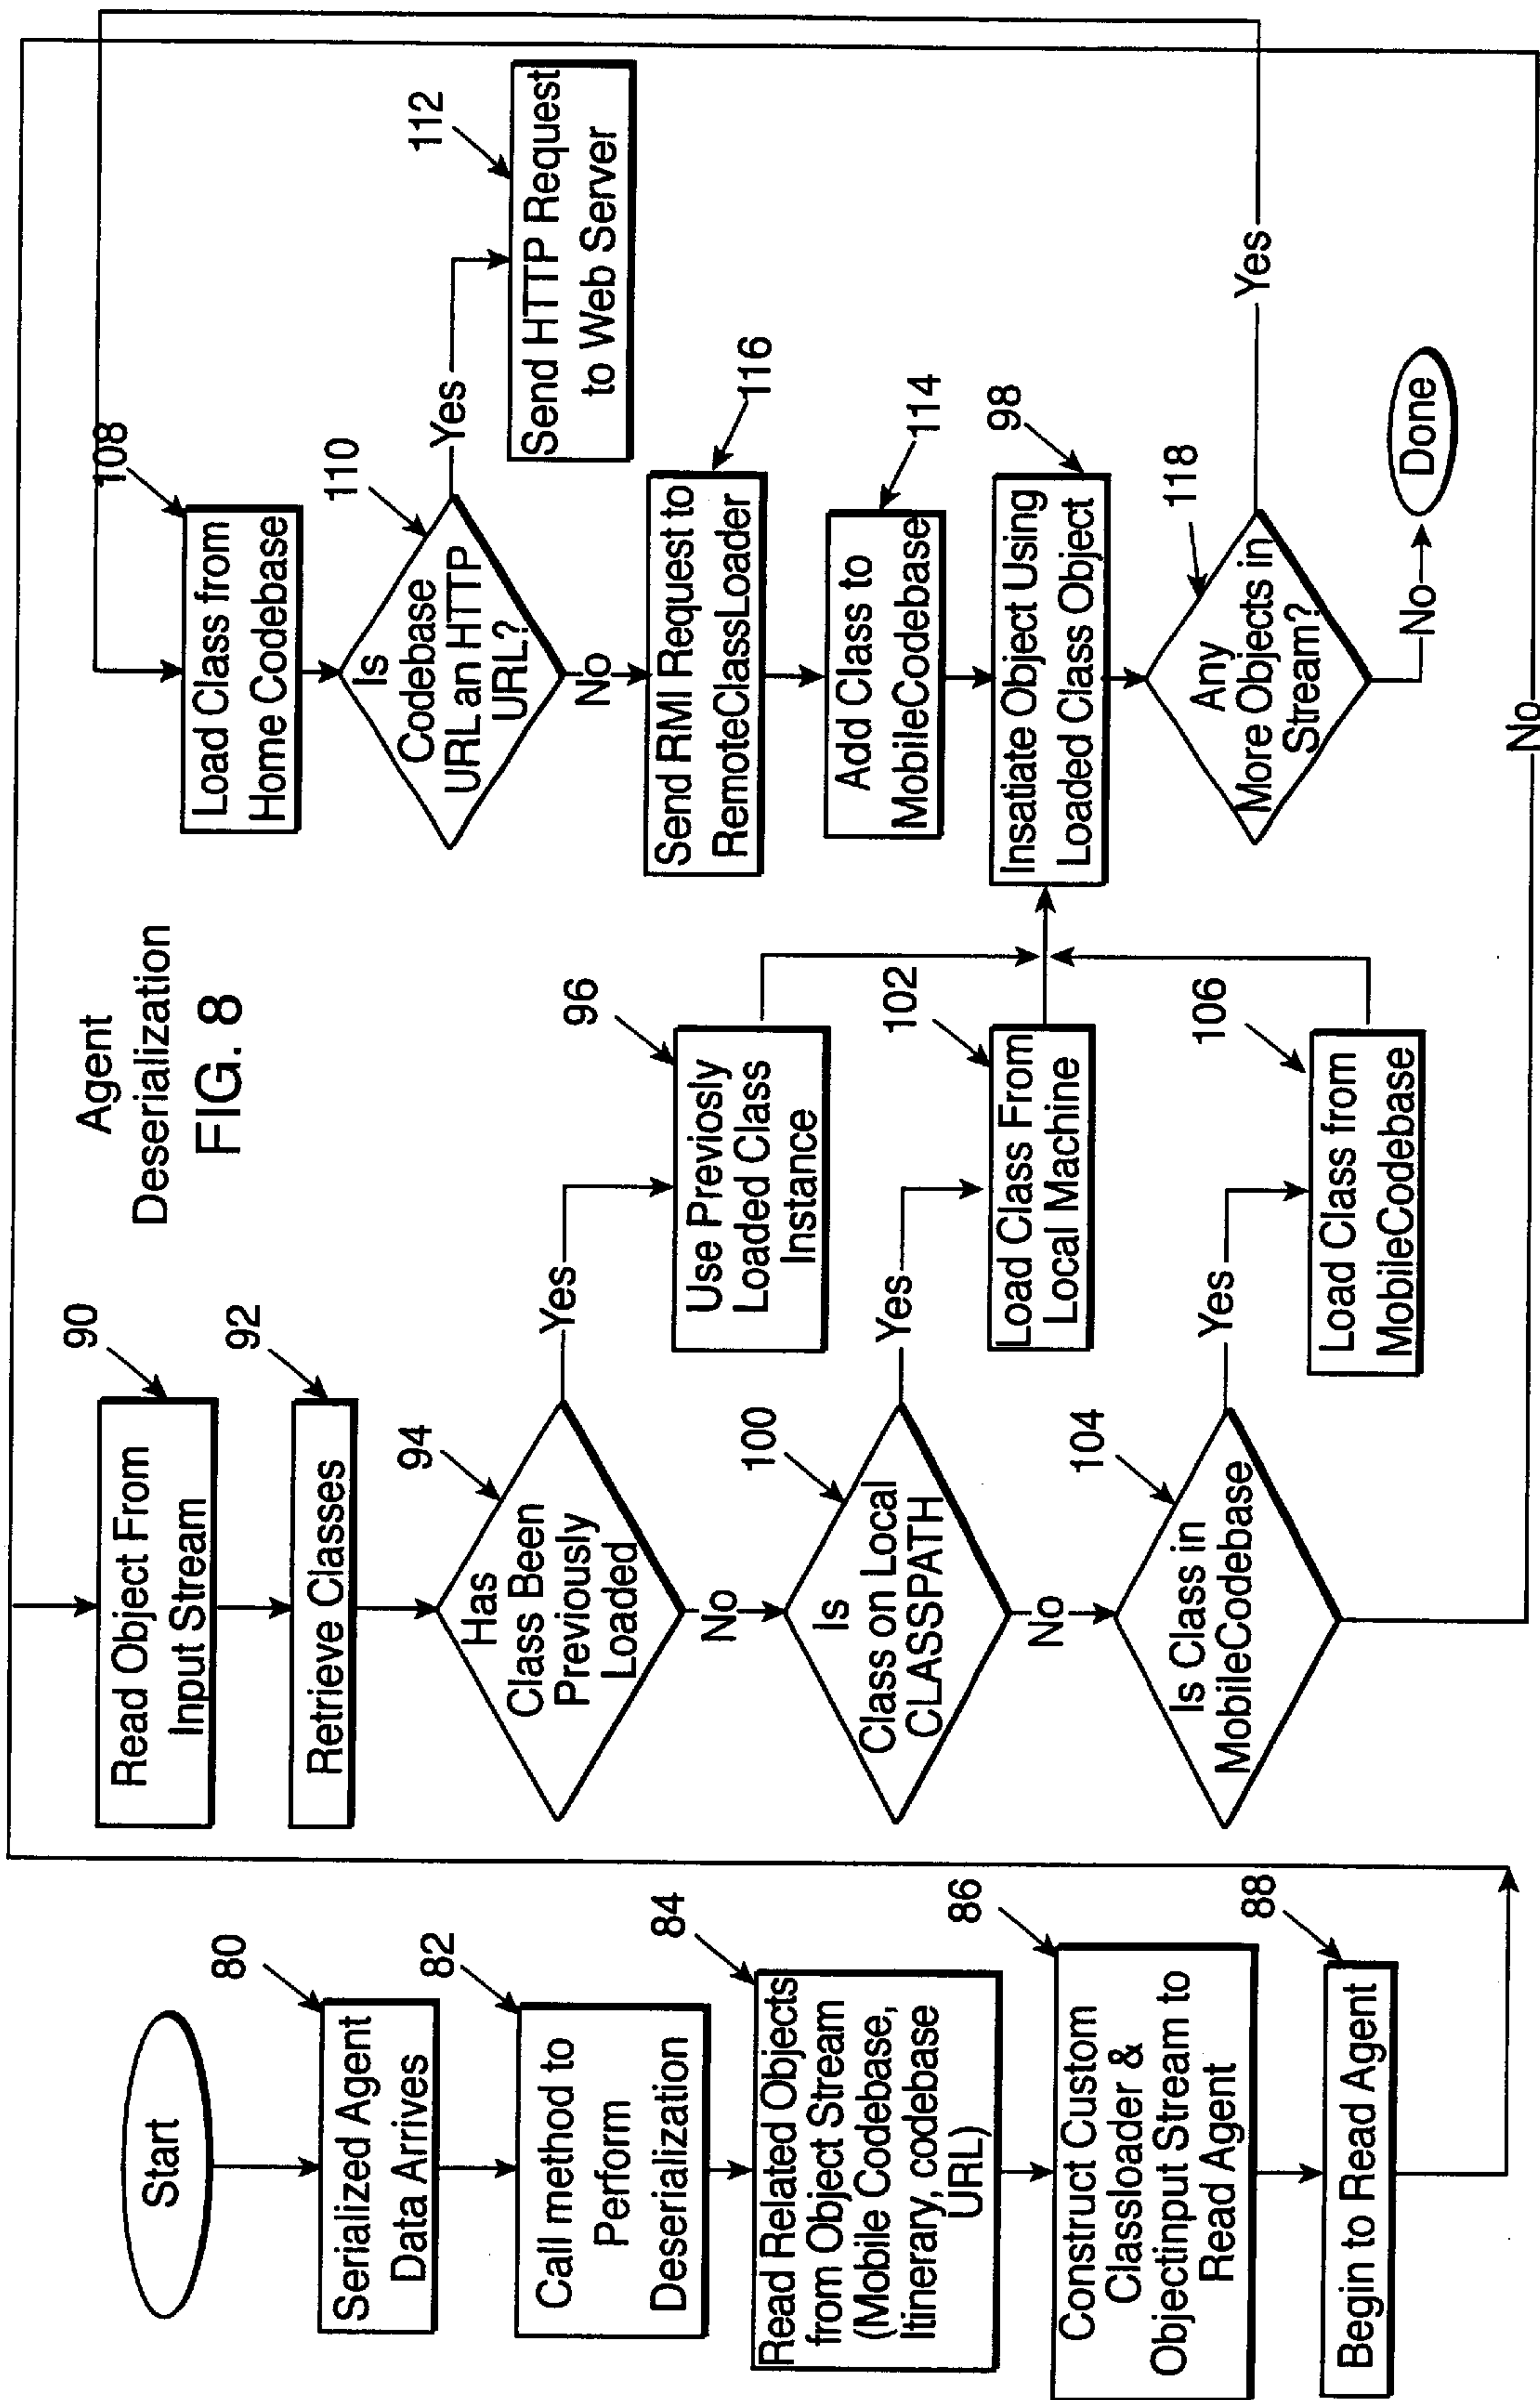 Agent
Deserialization
FIG. 8
Start
80
Serialized Agent
Data Arrives
82
Call method to
Perform
Deserialization
84
Read Related Objects
from Object Stream
(Mobile Codebase,
Itinerary, codebase
URL)
86
Construct Custom
Classloader &
Objectinput Stream to
Read Agent
88
Begin to Read Agent
90
Read Object From
Input Stream
92
Retrieve Classes
94
Has
Class Been
Previously
Loaded
Yes
No
96
Use Previosly
Loaded Class
Instance
100
Is
Class on Local
CLASSPATH
Yes
No
102
Load Class From
Local Machine
104
Is Class in
MobileCodebase
Yes
No
106
Load Class from
MobileCodebase
108
Load Class from
Home Codebase
110
Is
Codebase
URL an HTTP
URL?
Yes
No
112
Send HTTP Request
to Web Server
116
Send RMI Request to
RemoteClassLoader
114
Add Class to
MobileCodebase
98
Insatiate Object Using
Loaded Class Object
118
Any
More Objects in
Stream?
Yes
No
Done